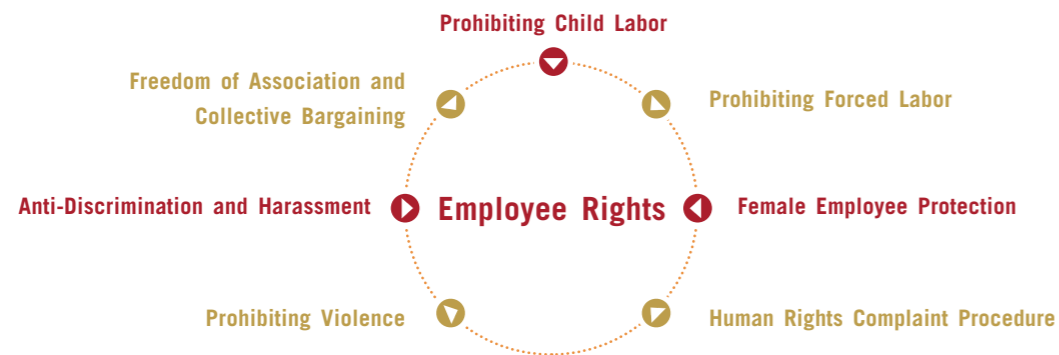 Prohibiting Child Labor
Freedom of Association and
Collective Bargaining
Prohibiting Forced Labor
Anti-Discrimination and Harassment
Employee Rights
Female Employee Protection
Prohibiting Violence
Human Rights Complaint Procedure